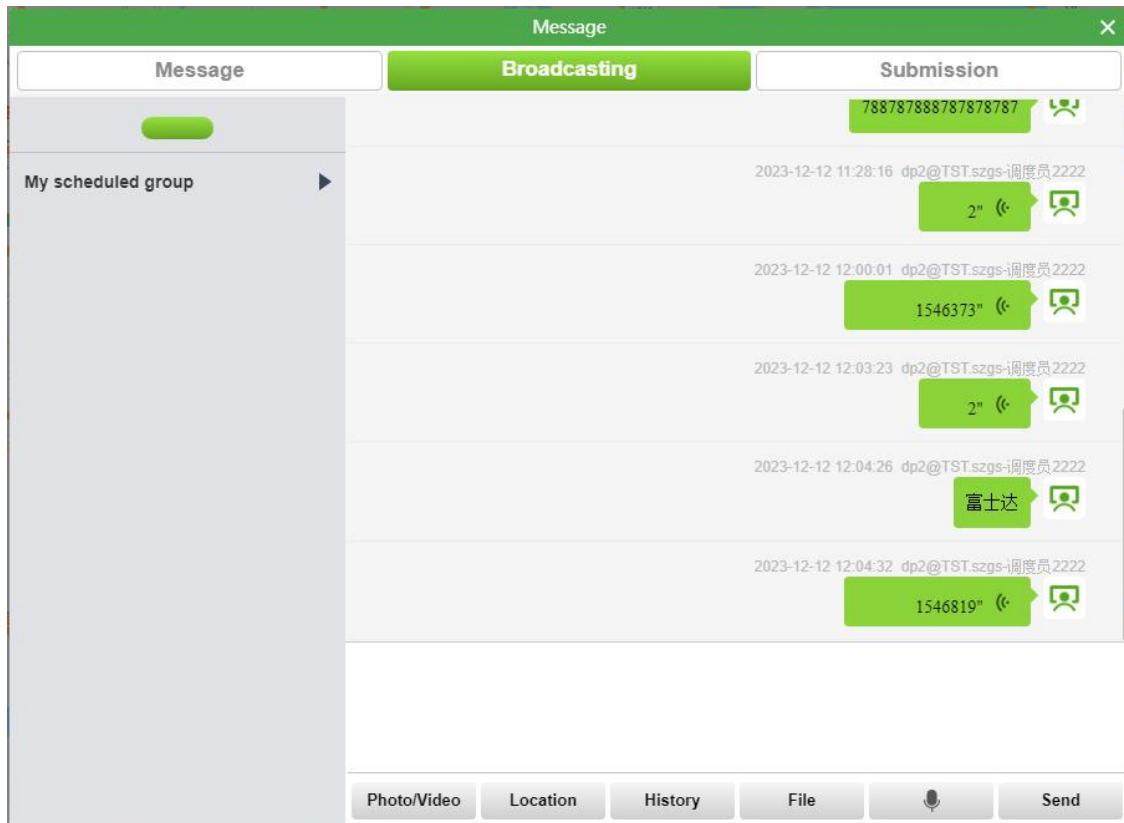 Message
Message
Broadcasting
Submission
My scheduled group
788787888787878787
2023-12-12 11:28:16 dp2@TST.szgs-调度员2222
2"
2023-12-12 12:00:01 dp2@TST.szgs-调度员2222
1546373"
2023-12-12 12:03:23 dp2@TST.szgs-调度员2222
2"
2023-12-12 12:04:26 dp2@TST.szgs-调度员2222
富士达
2023-12-12 12:04:32 dp2@TST.szgs-调度员2222
1546819"
Photo/Video
Location
History
File
Send